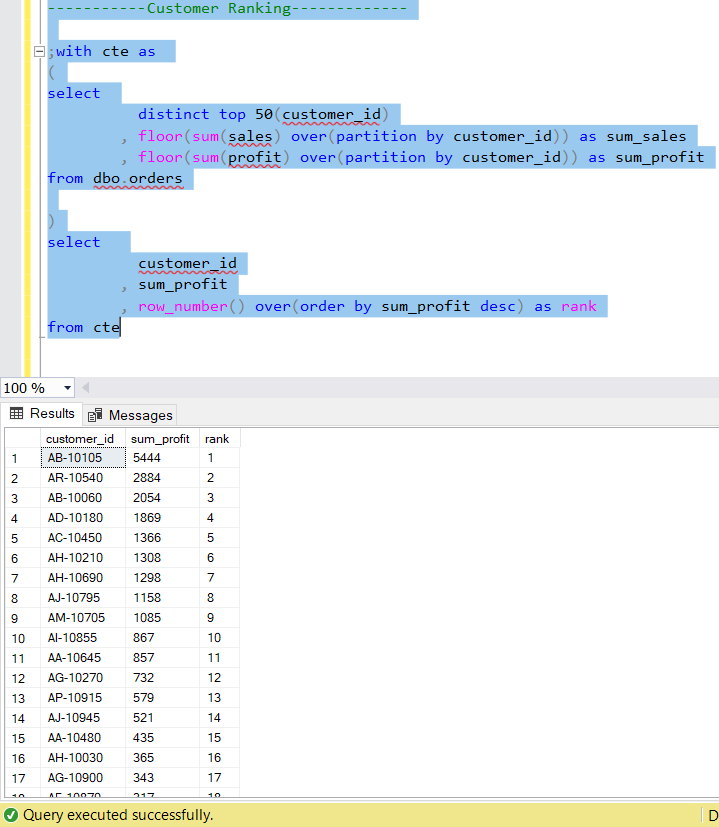 -----------Customer Ranking-------------
;with cte as
(
select
distinct top 50(customer_id)
, floor(sum(sales) over(partition by customer_id)) as sum_sales
, floor(sum(profit) over(partition by customer_id)) as sum_profit
from dbo.orders
)
select
customer_id
, sum_profit
, row_number() over(order by sum_profit desc) as rank
from cte
100 %
Results Messages
customer_id sum_profit rank
1 AB-10105 5444 1
2 AR-10540 2884 2
3 AB-10060 2054 3
4 AD-10180 1869 4
5 AC-10450 1366 5
6 AH-10210 1308 6
7 AH-10690 1298 7
8 AJ-10795 1158 8
9 AM-10705 1085 9
10 AI-10855 867 10
11 AA-10645 857 11
12 AG-10270 732 12
13 AP-10915 579 13
14 AJ-10945 521 14
15 AA-10480 435 15
16 AH-10030 365 16
17 AG-10900 343 17
Query executed successfully.